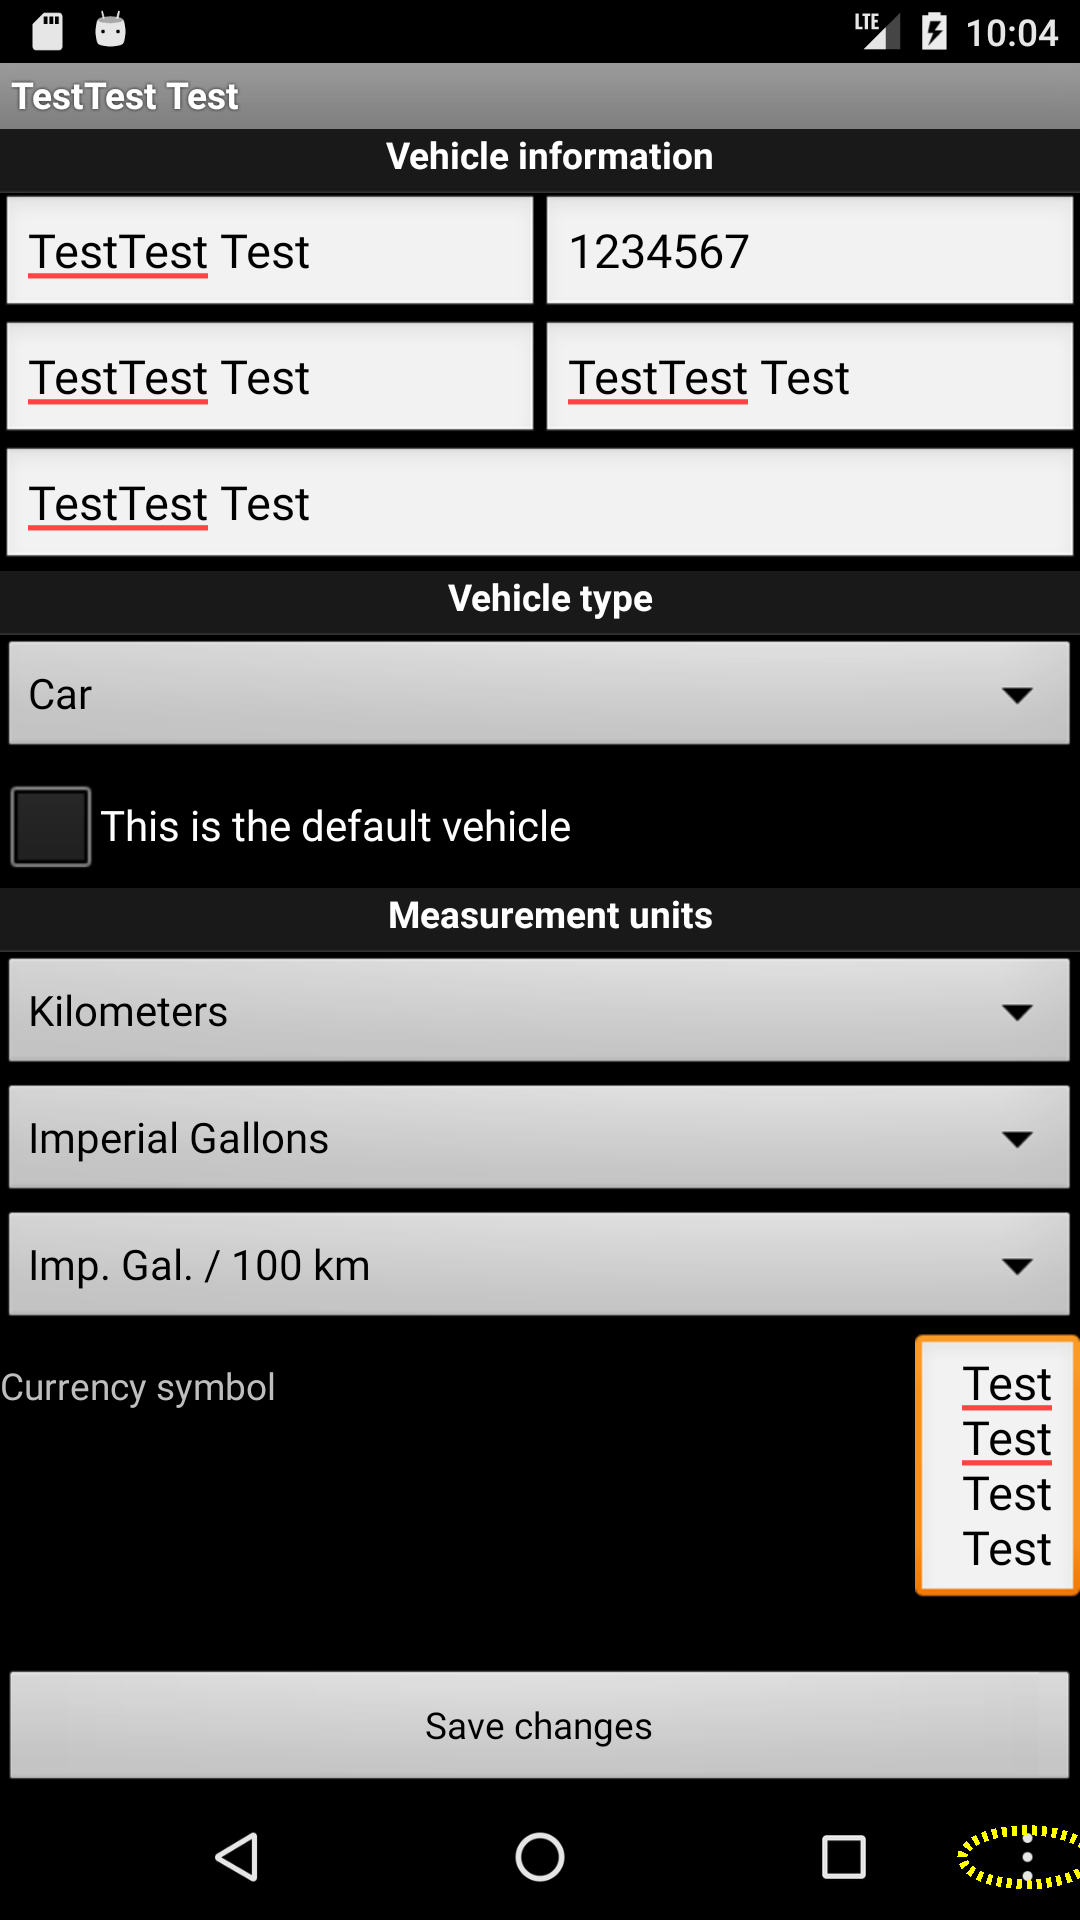 LTE 10:04
TestTest Test
Vehicle information
TestTest Test 1234567
TestTest Test TestTest Test
TestTest Test
Vehicle type
Car
This is the default vehicle
Measurement units
Kilometers
Imperial Gallons
Imp. Gal. / 100 km
Currency symbol
Test
Test
Test
Test
Save changes